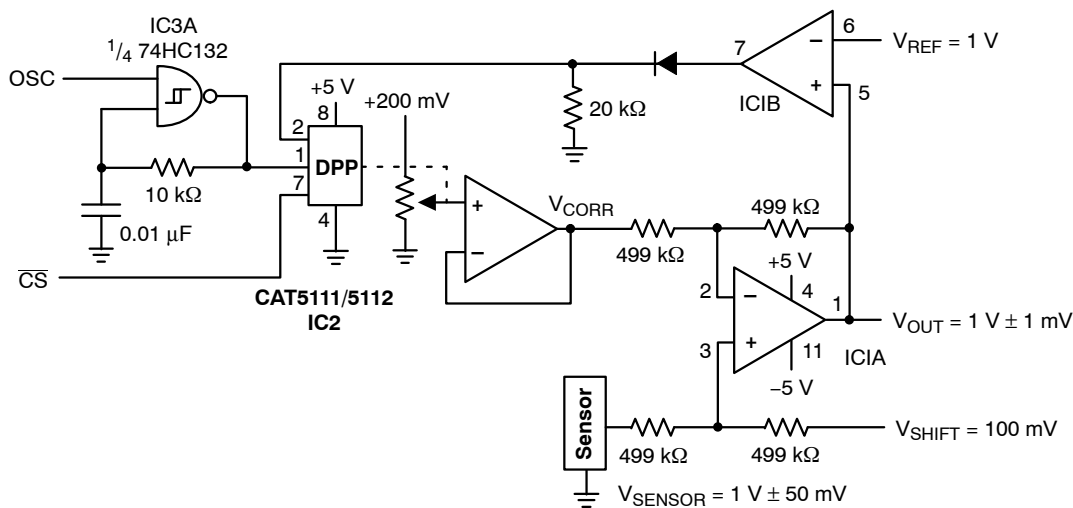 IC3A
1/4 74HC132
OSC
10 kΩ
0.01 μF
CS
+5 V
8
2
1
7
4
DPP
CAT5111/5112
IC2
+200 mV
+
−
VCORR
20 kΩ
7
−
+
6
5
ICIB
VREF = 1 V
499 kΩ
499 kΩ
+5 V
2
−
4
1
3
+
11
−5 V
ICIA
VOUT = 1 V ± 1 mV
Sensor
499 kΩ
499 kΩ
VSHIFT = 100 mV
VSENSOR = 1 V ± 50 mV